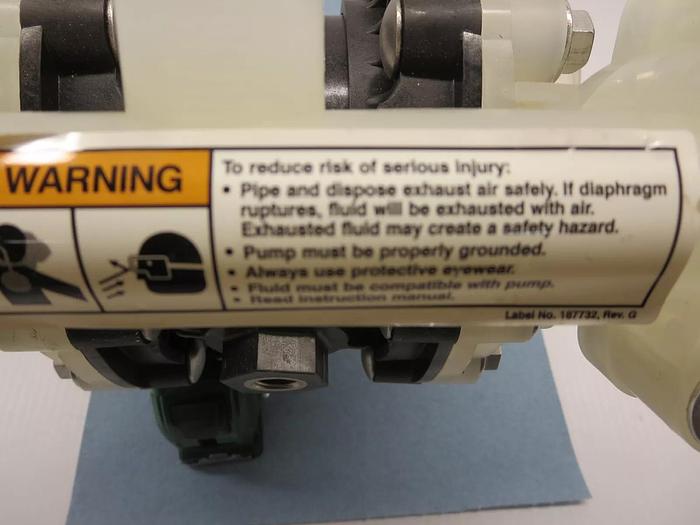 WARNING
To reduce risk of serious injury:
• Pipe and dispose exhaust air safely. If diaphragm
ruptures, fluid will be exhausted with air.
Exhausted fluid may create a safety hazard.
• Pump must be properly grounded.
• Always use protective eyewear.
• Fluid must be compatible with pump.
• Read instruction manual.
Label No. 187732, Rev. G